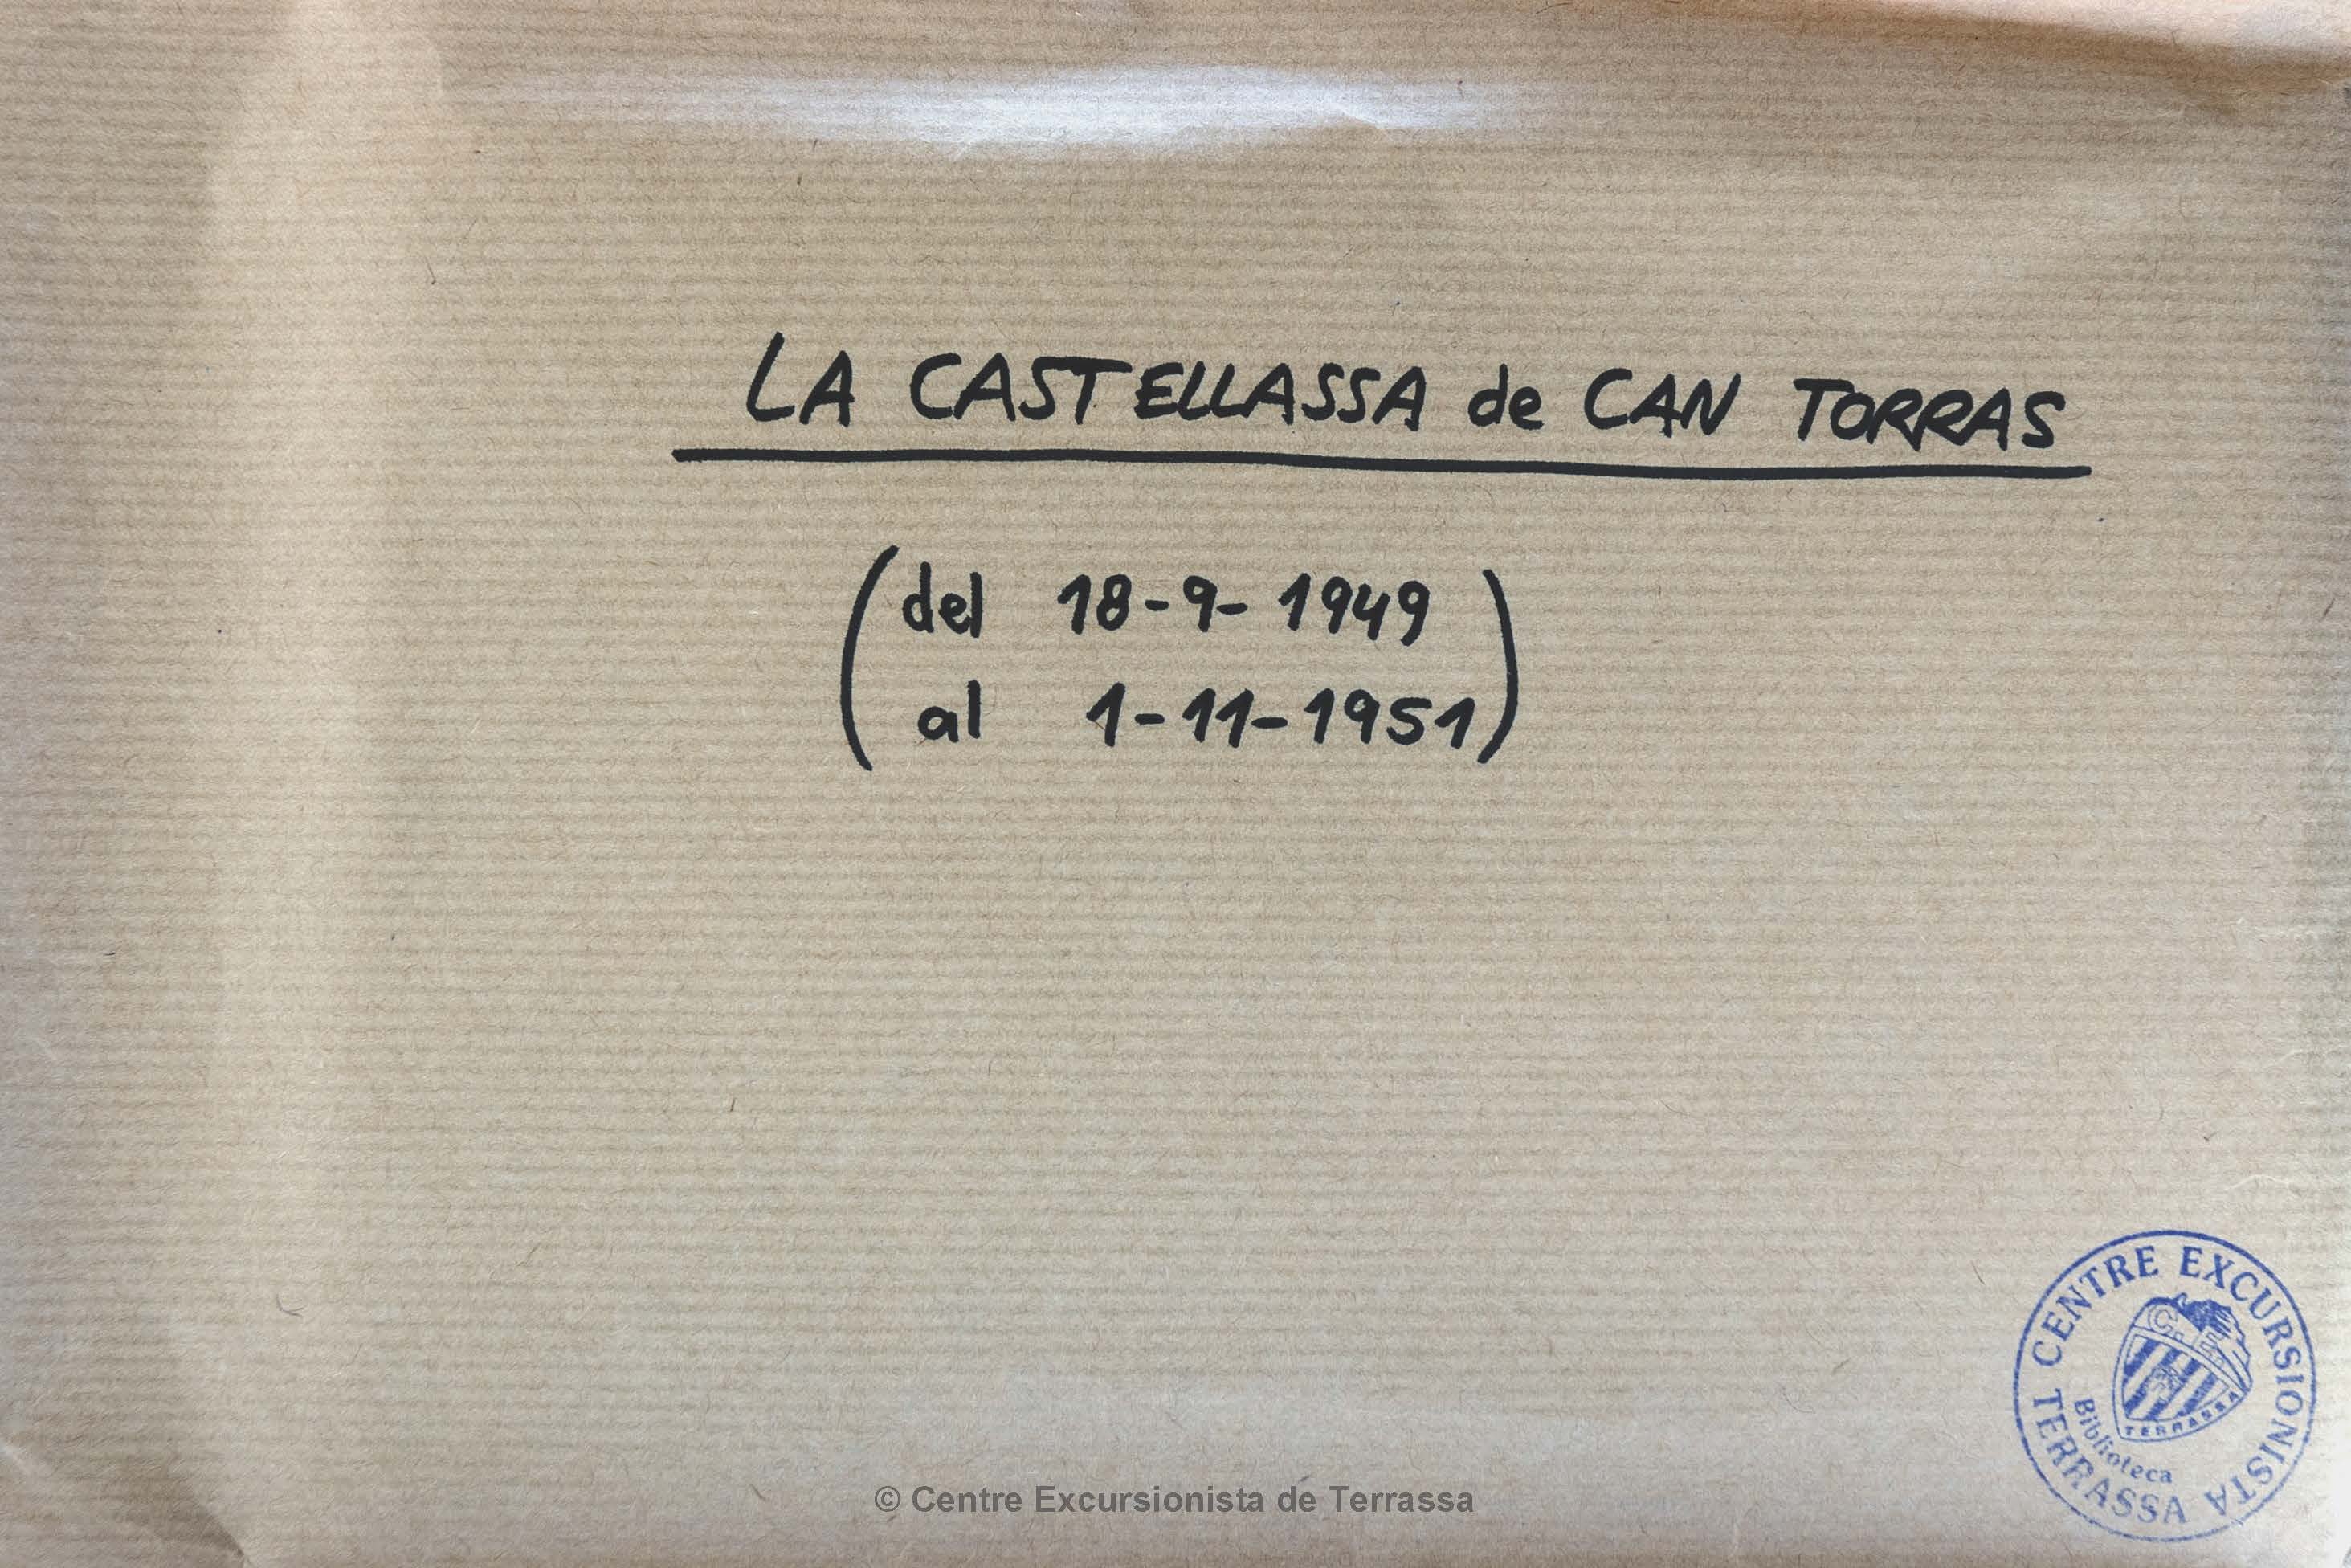 LA CASTELLASSA de CAN TORRAS
(del 18-9-1949
al 1-11-1951)
CENTRE EXCURSIONISTA
C. E.
TERRASSA
Biblioteca
TERRASSA
© Centre Excursionista de Terrassa